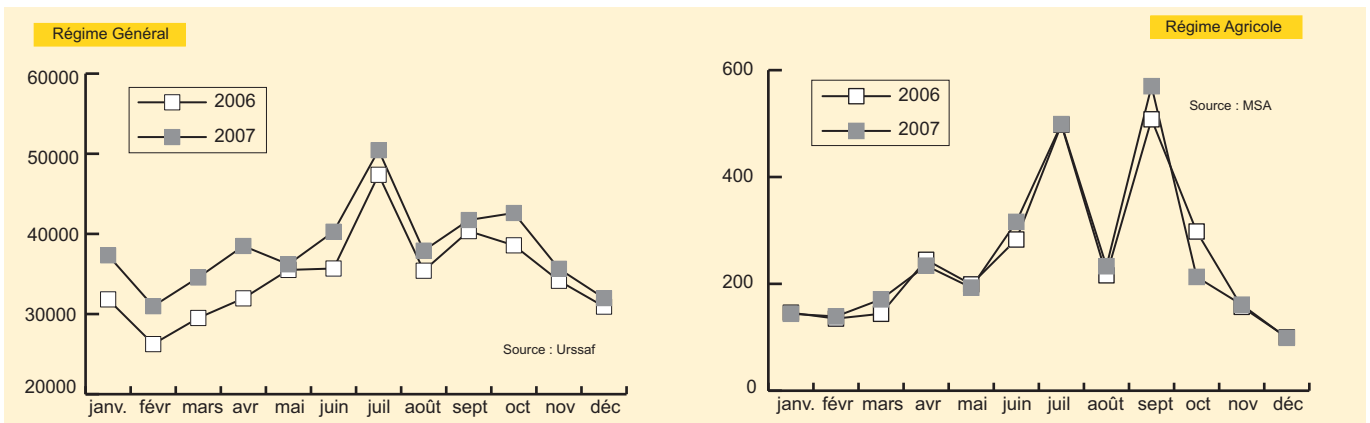 Régime Général
60000
50000
40000
30000
20000
2006
2007
Source : Urssaf
janv. févr mars avr mai juin juil août sept oct nov déc
Régime Agricole
600
400
200
0
2006
2007
Source : MSA
janv. févr mars avr mai juin juil août sept oct nov déc